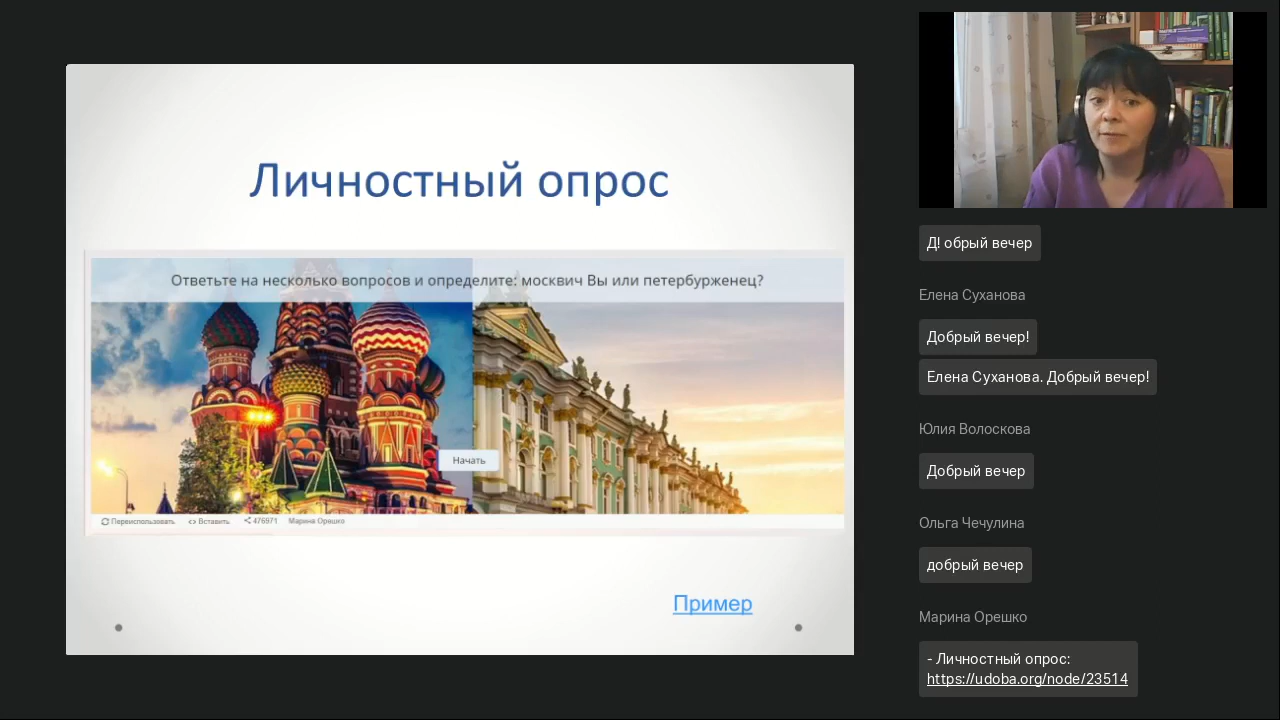 Личностный опрос
Ответьте на несколько вопросов и определите: москвич Вы или петербурженец?
Начать
Переиспользовать
Вставить
476971
Марина Орешко
Пример
Д! обрый вечер
Елена Суханова
Добрый вечер!
Елена Суханова. Добрый вечер!
Юлия Волоскова
Добрый вечер
Ольга Чечулина
добрый вечер
Марина Орешко
- Личностный опрос:
https://udoba.org/node/23514